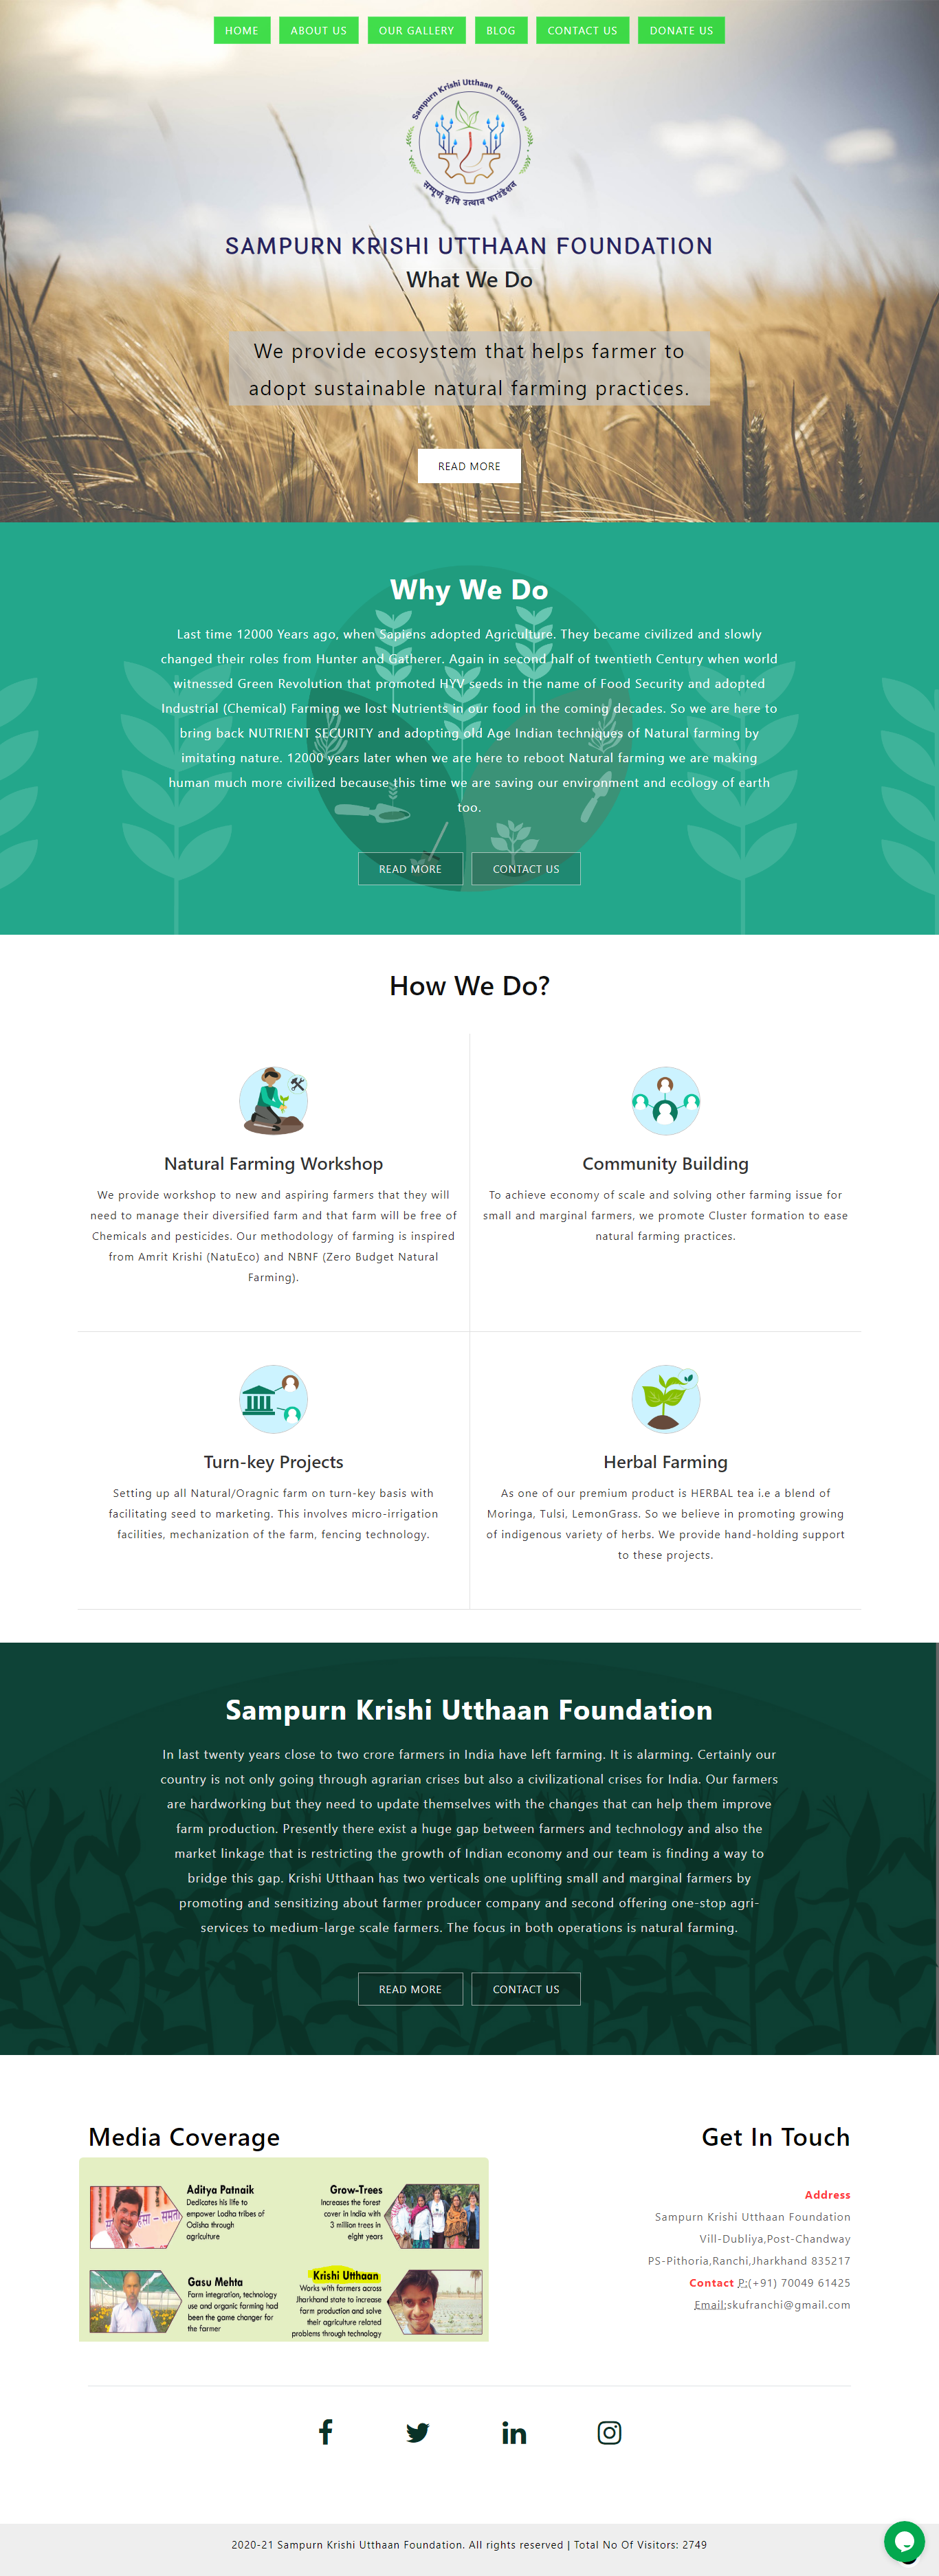 HOME
ABOUT US
OUR GALLERY
BLOG
CONTACT US
DONATE US
Sampurn Krishi Utthaan Foundation
सम्पूर्ण कृषि उत्थान फाउंडेशन
SAMPURN KRISHI UTTHAAN FOUNDATION
What We Do
We provide ecosystem that helps farmer to
adopt sustainable natural farming practices.
READ MORE
Why We Do
Last time 12000 Years ago, when Sapiens adopted Agriculture. They became civilized and slowly
changed their roles from Hunter and Gatherer. Again in second half of twentieth Century when world
witnessed Green Revolution that promoted HYV seeds in the name of Food Security and adopted
Industrial (Chemical) Farming we lost Nutrients in our food in the coming decades. So we are here to
bring back NUTRIENT SECURITY and adopting old Age Indian techniques of Natural farming by
imitating nature. 12000 years later when we are here to reboot Natural farming we are making
human much more civilized because this time we are saving our environment and ecology of earth
too.
READ MORE
CONTACT US
How We Do?
Natural Farming Workshop
We provide workshop to new and aspiring farmers that they will
need to manage their diversified farm and that farm will be free of
Chemicals and pesticides. Our methodology of farming is inspired
from Amrit Krishi (NatuEco) and NBNF (Zero Budget Natural
Farming).
Community Building
To achieve economy of scale and solving other farming issue for
small and marginal farmers, we promote Cluster formation to ease
natural farming practices.
Turn-key Projects
Setting up all Natural/Oragnic farm on turn-key basis with
facilitating seed to marketing. This involves micro-irrigation
facilities, mechanization of the farm, fencing technology.
Herbal Farming
As one of our premium product is HERBAL tea i.e a blend of
Moringa, Tulsi, LemonGrass. So we believe in promoting growing
of indigenous variety of herbs. We provide hand-holding support
to these projects.
Sampurn Krishi Utthaan Foundation
In last twenty years close to two crore farmers in India have left farming. It is alarming. Certainly our
country is not only going through agrarian crises but also a civilizational crises for India. Our farmers
are hardworking but they need to update themselves with the changes that can help them improve
farm production. Presently there exist a huge gap between farmers and technology and also the
market linkage that is restricting the growth of Indian economy and our team is finding a way to
bridge this gap. Krishi Utthaan has two verticals one uplifting small and marginal farmers by
promoting and sensitizing about farmer producer company and second offering one-stop agri-
services to medium-large scale farmers. The focus in both operations is natural farming.
READ MORE
CONTACT US
Media Coverage
Aditya Patnaik
Dedicates his life to
empower Lodha tribes of
Odisha through
agriculture
Grow-Trees
Increases the forest
cover in India with
3 million trees in
eight years
Gasu Mehta
Farm integration, technology
use and organic farming had
been the game changer for
the farmer
Krishi Utthaan
Works with farmers across
Jharkhand state to increase
farm production and solve
their agriculture related
problems through technology
Get In Touch
Address
Sampurn Krishi Utthaan Foundation
Vill-Dubliya,Post-Chandway
PS-Pithoria,Ranchi,Jharkhand 835217
Contact P:(+91) 70049 61425
Email:skufranchi@gmail.com
2020-21 Sampurn Krishi Utthaan Foundation. All rights reserved | Total No Of Visitors: 2749